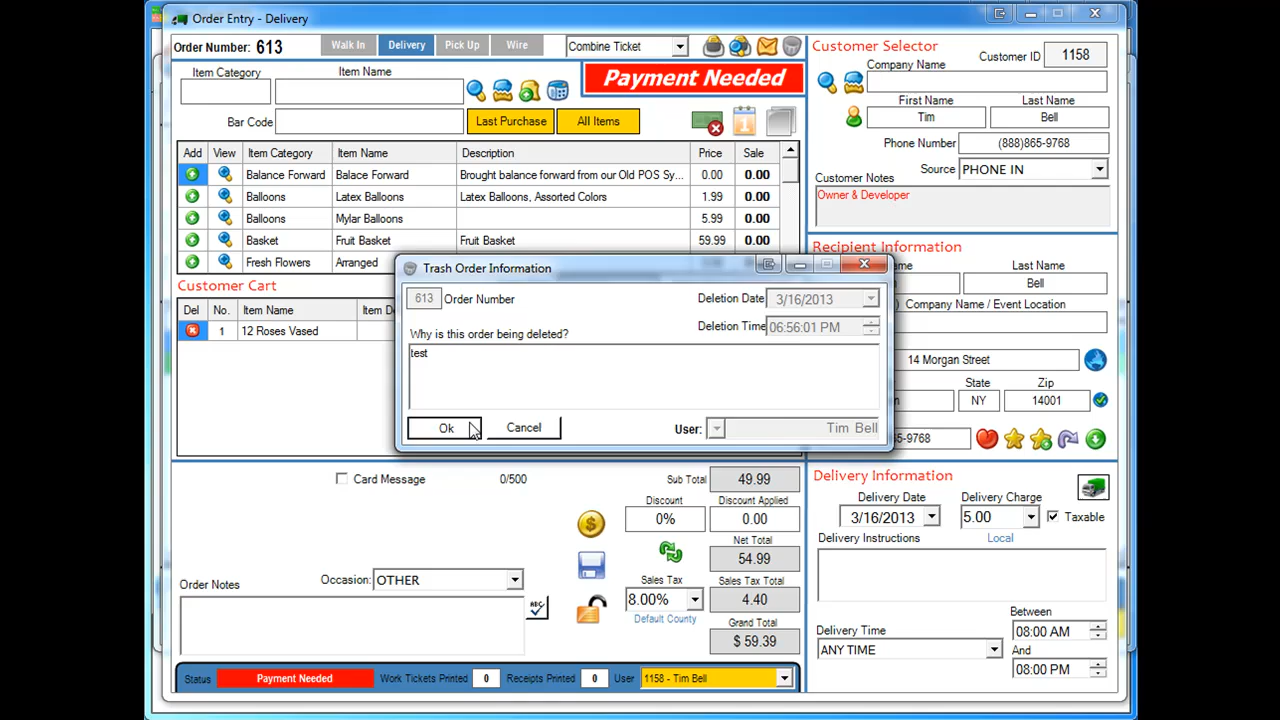 Order Entry - Delivery
Order Number: 613
Walk In
Delivery
Pick Up
Wire
Combine Ticket
Item Category
Item Name
Payment Needed
Bar Code
Last Purchase
All Items
Add View Item Category Item Name Description Price Sale
Balance Forward Balace Forward Brought balance forward from our Old POS Sy... 0.00 0.00
Balloons Latex Balloons Latex Balloons, Assorted Colors 1.99 0.00
Balloons Mylar Balloons 5.99 0.00
Basket Fruit Basket Fruit Basket 59.99 0.00
Fresh Flowers Arranged
Customer Cart
Del No. Item Name Item De
1 12 Roses Vased
Customer Selector
Customer ID 1158
Company Name
First Name Last Name
Tim Bell
Phone Number (888)865-9768
Source PHONE IN
Customer Notes
Owner & Developer
Recipient Information
ame Last Name
Bell
Company Name / Event Location
14 Morgan Street
State Zip
n NY 14001
5-9768
Trash Order Information
613 Order Number
Deletion Date 3/16/2013
Deletion Time 06:56:01 PM
Why is this order being deleted?
test
Ok
Cancel
User: Tim Bell
Card Message 0/500
Sub Total 49.99
Discount Discount Applied
0% 0.00
Net Total
54.99
Sales Tax Sales Tax Total
8.00% 4.40
Default County
Grand Total
$ 59.39
Occasion: OTHER
Order Notes
ABC
Delivery Information
Delivery Date Delivery Charge
3/16/2013 5.00 Taxable
Delivery Instructions Local
Between
Delivery Time 08:00 AM
ANY TIME And
08:00 PM
Status Payment Needed Work Tickets Printed 0 Receipts Printed 0 User 1158 - Tim Bell